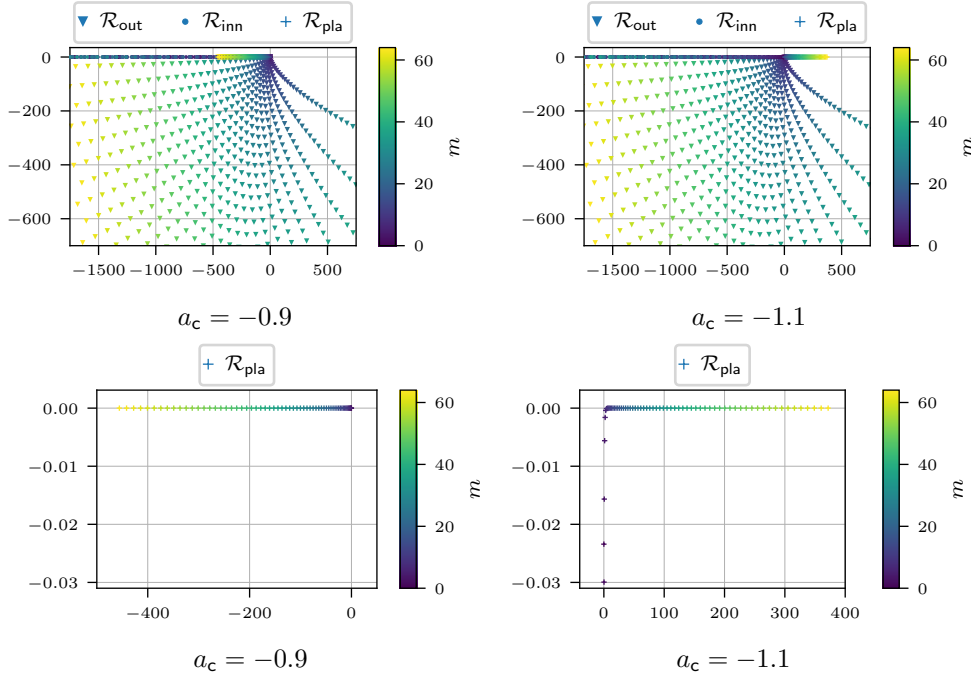 R_out R_inn R_pla R_out R_inn R_pla
0 −200 −400 −600
−1500 −1000 −500 0 500
60 40 20 0
m
0 −200 −400 −600
−1500 −1000 −500 0 500
60 40 20 0
m
a_c = −0.9 a_c = −1.1
R_pla R_pla
0.00 −0.01 −0.02 −0.03
−400 −200 0
60 40 20 0
m
0.00 −0.01 −0.02 −0.03
0 100 200 300 400
60 40 20 0
m
a_c = −0.9 a_c = −1.1